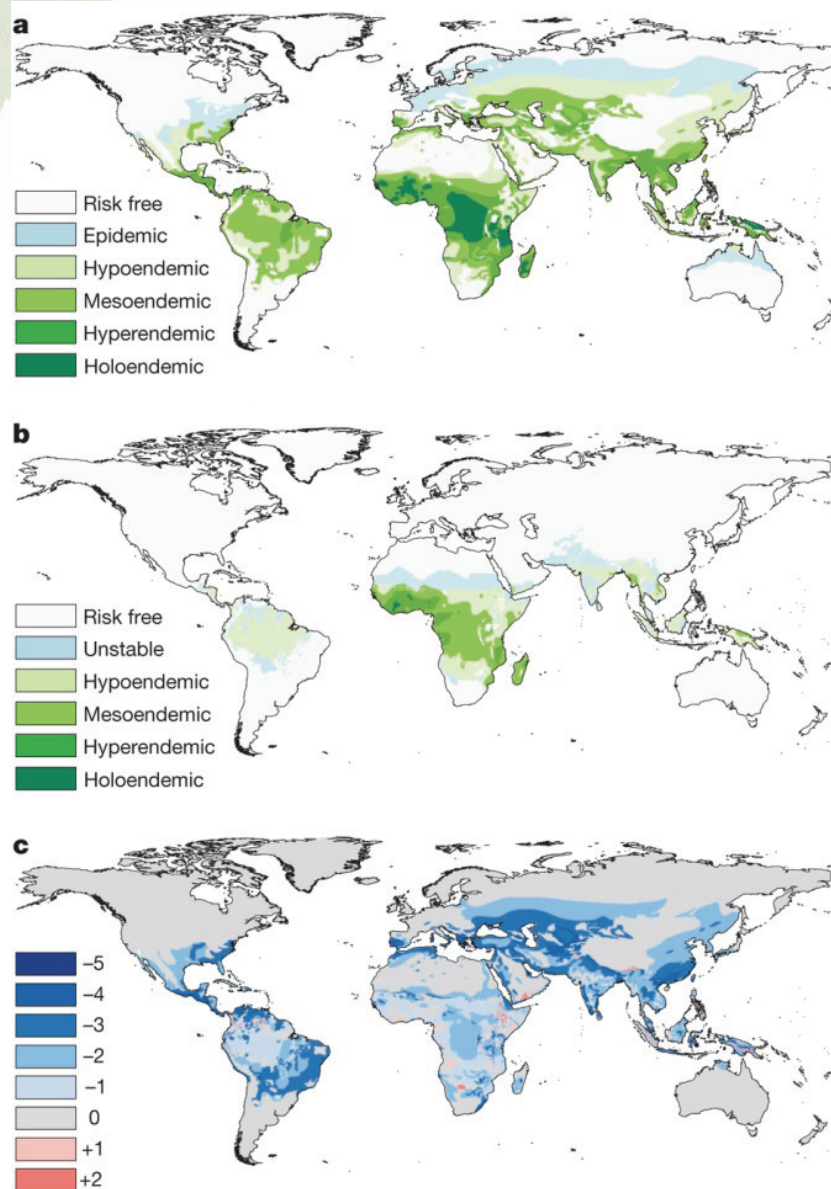 a
Risk free
Epidemic
Hypoendemic
Mesoendemic
Hyperendemic
Holoendemic
b
Risk free
Unstable
Hypoendemic
Mesoendemic
Hyperendemic
Holoendemic
c
–5
–4
–3
–2
–1
0
+1
+2